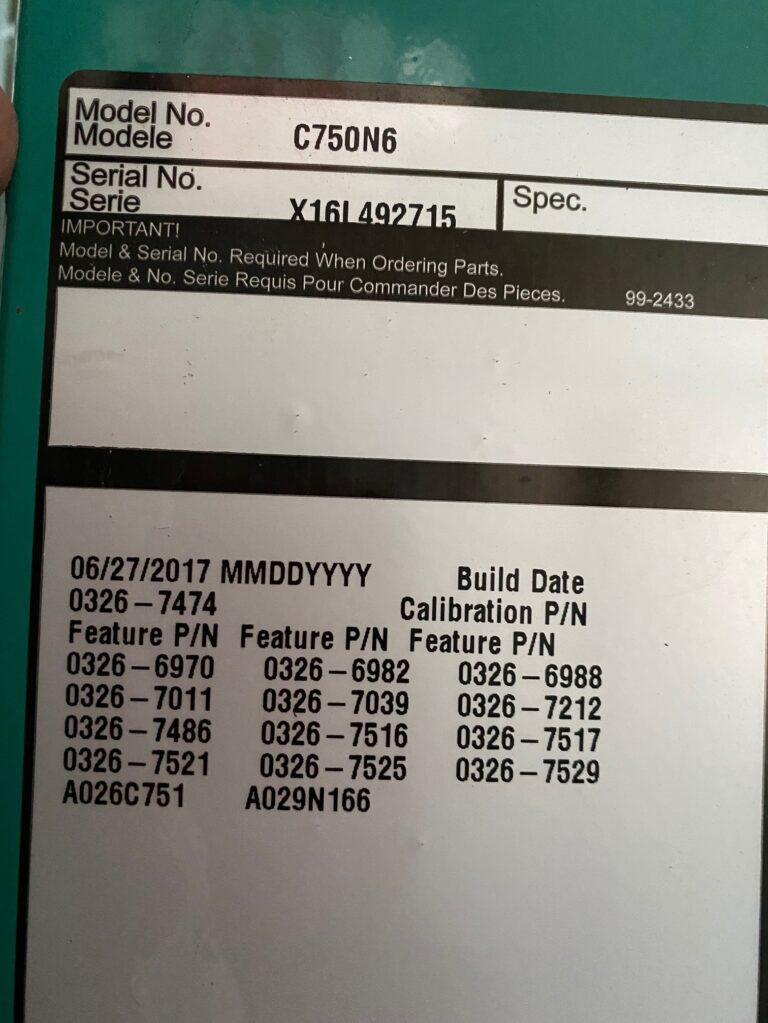 Model No.
Modele C750N6
Serial No.
Serie X16L492715 Spec.
IMPORTANT!
Model & Serial No. Required When Ordering Parts.
Modele & No. Serie Requis Pour Commander Des Pieces. 99-2433
06/27/2017 MMDDYYYY Build Date
0326-7474 Calibration P/N
Feature P/N Feature P/N Feature P/N
0326-6970 0326-6982 0326-6988
0326-7011 0326-7039 0326-7212
0326-7486 0326-7516 0326-7517
0326-7521 0326-7525 0326-7529
A026C751 A029N166